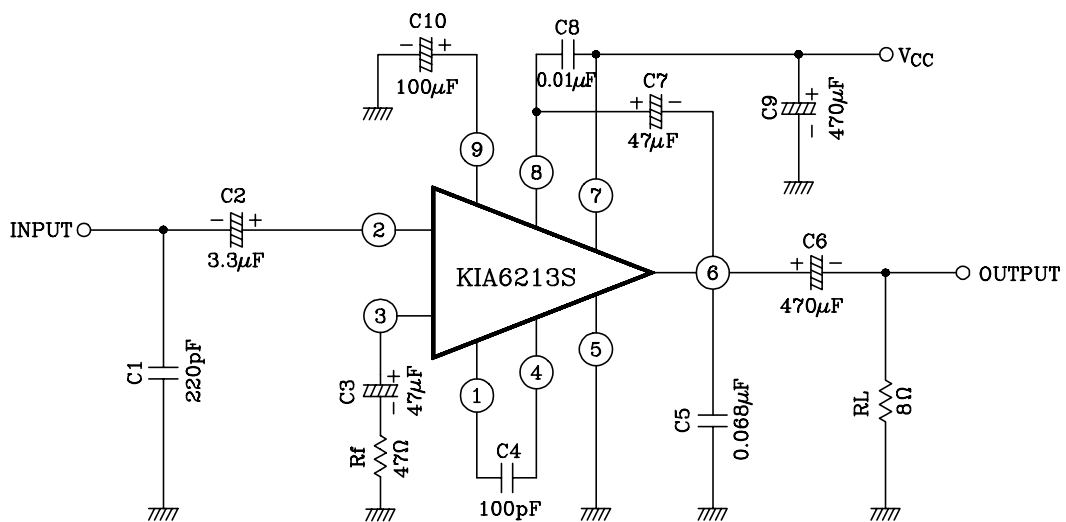 C10
- +
100µF
C8
0.01µF
VCC
C7
+ -
47µF
C9
+
-
470µF
9
8
7
C2
- +
3.3µF
INPUT
2
KIA6213S
6
C6
+ -
470µF
OUTPUT
3
C1
220pF
C3
+
-
47µF
Rf
47Ω
1
4
5
C4
100pF
C5
0.068µF
RL
8Ω